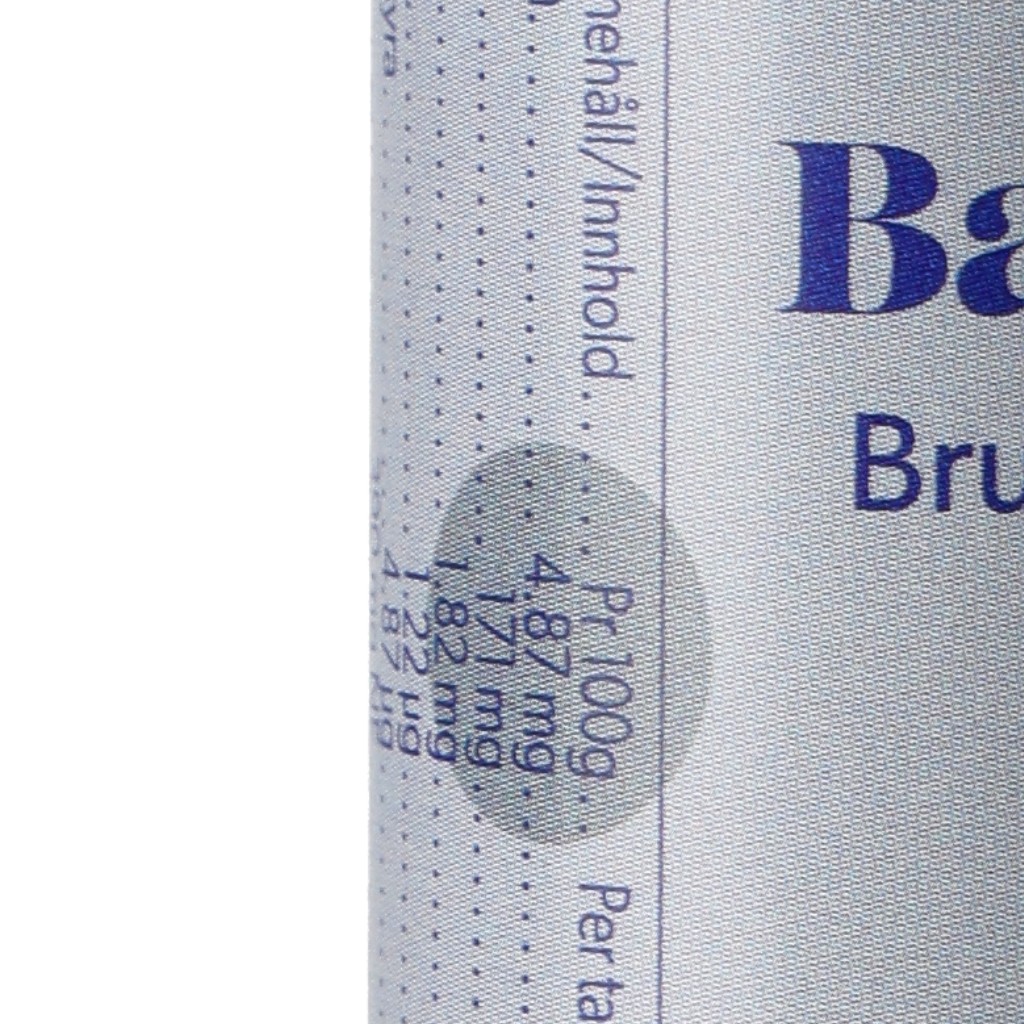 Ba
Bru
nehåll/Innhold....... Pr 100g... Per ta
4,87 mg
171 mg
1,82 mg
1,22 µg
4,87 µg